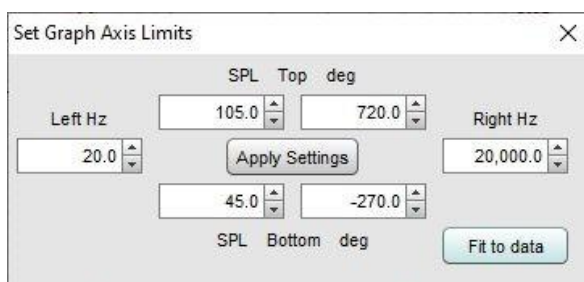 Set Graph Axis Limits
SPL Top deg
Left Hz 105.0 720.0 Right Hz
20.0 Apply Settings 20,000.0
45.0 -270.0
SPL Bottom deg Fit to data